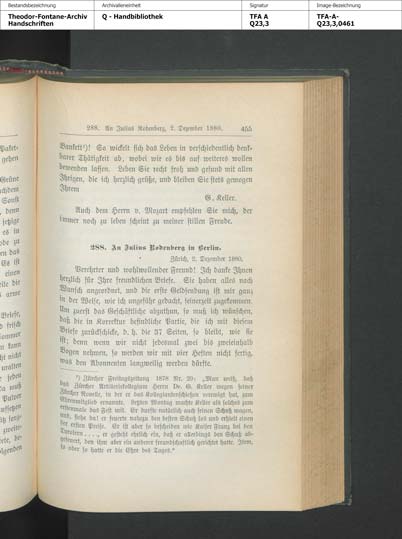 Bestandsbezeichnung
Theodor-Fontane-Archiv
Handschriften
Archivalieneinheit
Q - Handbibliothek
Signatur
TFA A
Q23,3
Image-Bezeichnung
TFA-A-
Q23,3,0461
288. An Julius Rodenberg, 2. Dezember 1880. 455
Bankett¹)! So wickelt sich das Leben in verschiedentlich denk-
barer Thätigkeit ab, wobei wir es bis auf weiteres wollen
bewenden lassen. Leben Sie recht froh und gesund mit allen
Ihrigen, die ich herzlich grüße, und bleiben Sie stets gewogen
Ihrem
G. Keller.
Auch dem Herrn v. Mozart empfehlen Sie mich, der
immer noch zu leben scheint zu meiner stillen Freude.
288. An Julius Rodenberg in Berlin.
Zürich, 2. Dezember 1880.
Verehrter und wohlwollender Freund! Ich danke Ihnen
herzlich für Ihre freundlichen Briefe. Sie haben alles nach
Wunsch angeordnet, und die erste Geldsendung ist mir ganz
in der Weise, wie ich ungefähr gedacht, seinerzeit zugekommen.
Um zuerst das Geschäftliche abzuthun, so muß ich wünschen,
daß die in Korrektur befindliche Partie, die ich mit diesem
Briefe zurückschicke, d. h. die 37 Seiten, so bleibt, wie sie
ist; denn wenn wir nicht jedesmal zwei bis zweieinhalb
Bogen nehmen, so werden wir mit vier Heften nicht fertig,
was den Abonnenten langweilig werden dürfte.
¹) Zürcher Freitagszeitung 1878 Nr. 20: „Man weiß, daß
das Zürcher Artilleriekollegium Herrn Dr. G. Keller wegen seiner
Zürcher Novelle, in der er das Kollegium verewigt hat, zum
Ehrenmitglied ernannte. Letzten Montag machte Keller als solches zum
erstenmale das Fest mit. Er durfte natürlich auch seinen Schuß wagen,
und, siehe da! er feuerte nahezu den besten Schuß los und erhielt einen
der ersten Preise. Er ist aber so bescheiden wie Kaiser Franz bei den
er gesteht ehrlich ein, daß er allerdings den Schuß ab-
gefeuert, den ihm aber ein anderer freundschaftlich gerichtet hatte. Item,
so oder so hatte er die Ehre des Tages."